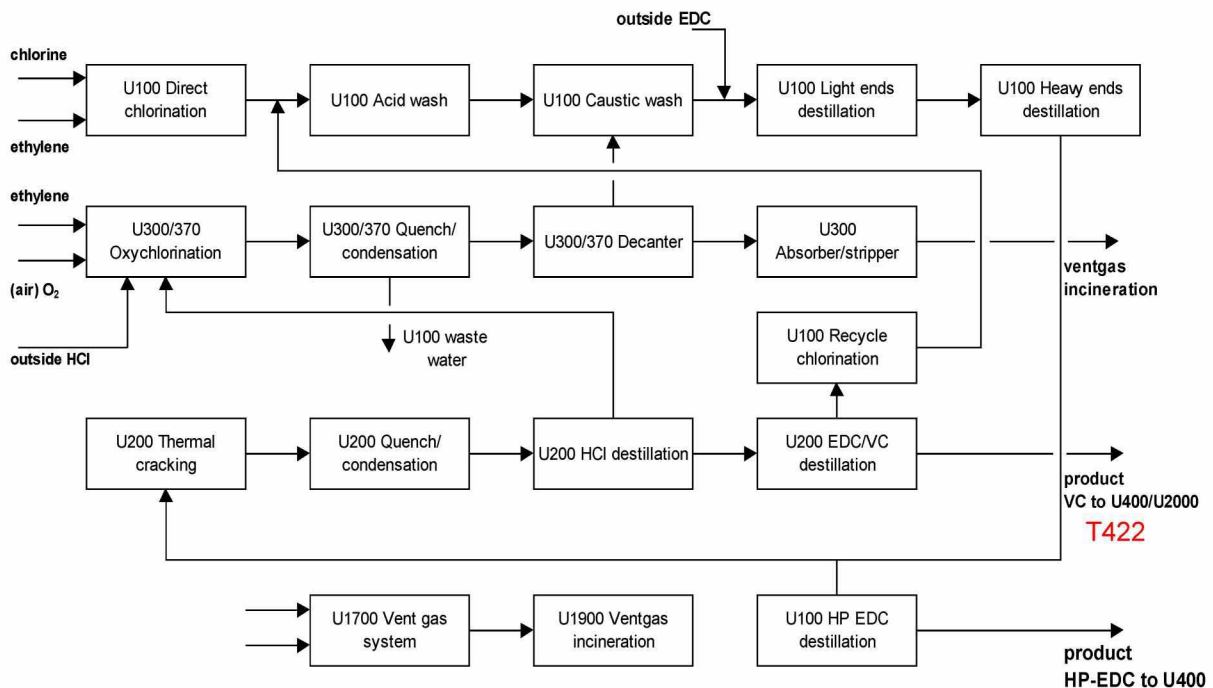 outside EDC
chlorine
U100 Direct
chlorination
U100 Acid wash
U100 Caustic wash
U100 Light ends
destillation
U100 Heavy ends
destillation
ethylene
ethylene
U300/370
Oxychlorination
U300/370 Quench/
condensation
U300/370 Decanter
U300
Absorber/stripper
ventgas
incineration
(air) O₂
outside HCl
U100 waste
water
U100 Recycle
chlorination
U200 Thermal
cracking
U200 Quench/
condensation
U200 HCl destillation
U200 EDC/VC
destillation
product
VC to U400/U2000
T422
U1700 Vent gas
system
U1900 Ventgas
incineration
U100 HP EDC
destillation
product
HP-EDC to U400